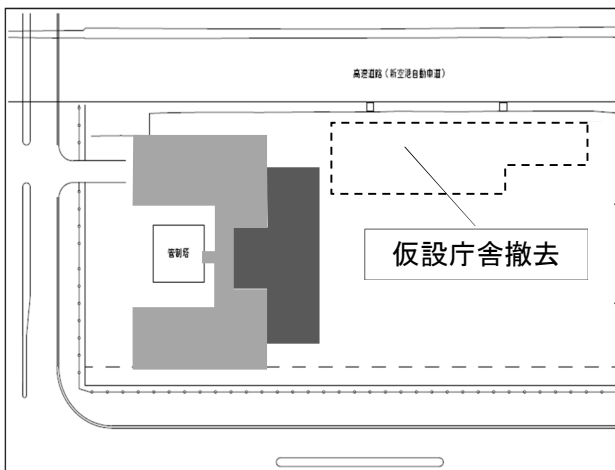 高速道路（新空港自動車道）
管制塔
仮設庁舎撤去